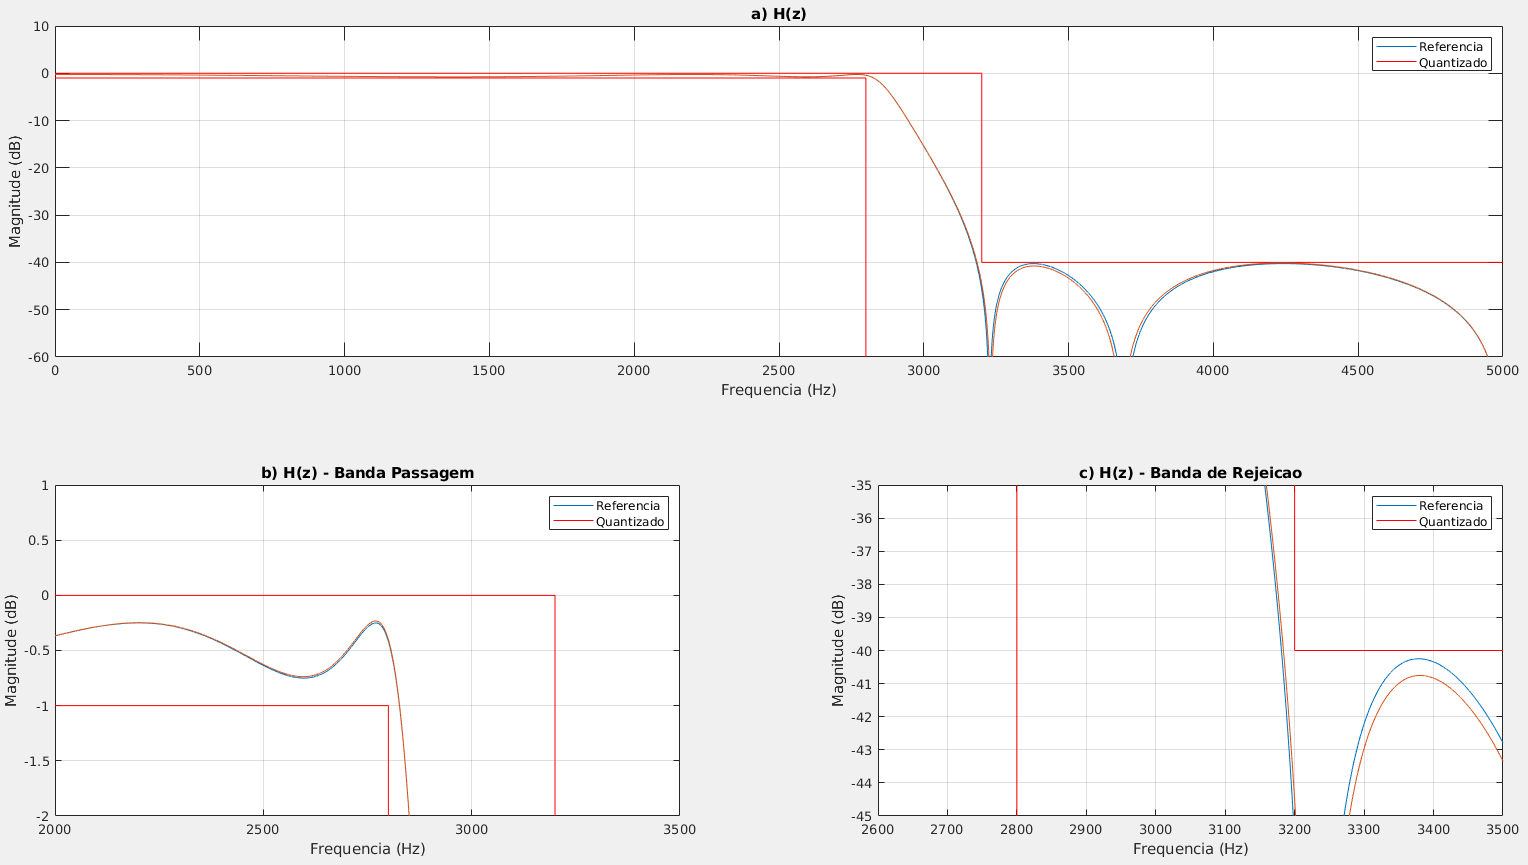 a) H(z)
10
0
-10
-20
-30
-40
-50
-60
Magnitude (dB)
Referencia
Quantizado
0 500 1000 1500 2000 2500 3000 3500 4000 4500 5000
Frequencia (Hz)
b) H(z) - Banda Passagem
1
0.5
0
-0.5
-1
-1.5
-2
Magnitude (dB)
Referencia
Quantizado
2000 2500 3000 3500
Frequencia (Hz)
c) H(z) - Banda de Rejeicao
-35
-36
-37
-38
-39
-40
-41
-42
-43
-44
-45
Magnitude (dB)
Referencia
Quantizado
2600 2700 2800 2900 3000 3100 3200 3300 3400 3500
Frequencia (Hz)